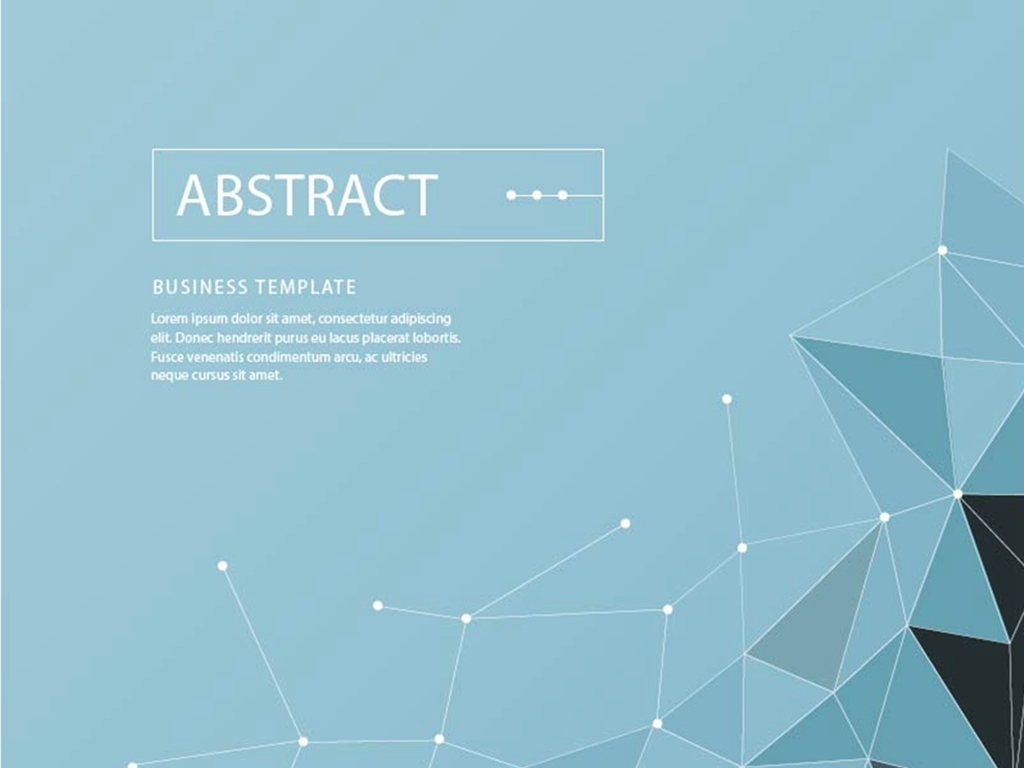 ABSTRACT
BUSINESS TEMPLATE
Lorem ipsum dolor sit amet, consectetur adipiscing
elit. Donec hendrerit purus eu lacus placerat lobortis.
Fusce venenatis condimentum arcu, ac ultricies
neque cursus sit amet.